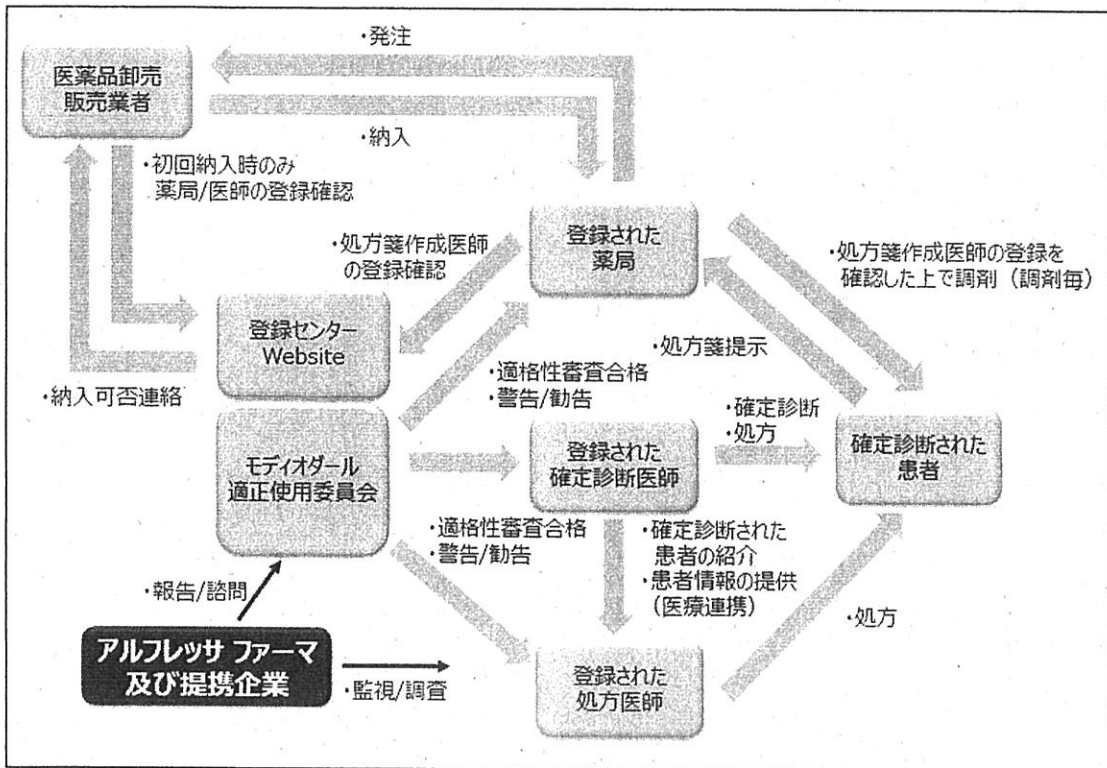 ・発注
医薬品卸売
販売業者
・納入
・初回納入時のみ
薬局/医師の登録確認
・処方箋作成医師
の登録確認
登録された
薬局
・処方箋作成医師の登録を
確認した上で調剤（調剤毎）
登録センター
Website
・処方箋提示
・納入可否連絡
・適格性審査合格
・警告/勧告
・確定診断
・処方
モディオダール
適正使用委員会
登録された
確定診断医師
確定診断された
患者
・適格性審査合格
・警告/勧告
・確定診断された
患者の紹介
・患者情報の提供
（医療連携）
・報告/諮問
・処方
アルフレッサ ファーマ
及び提携企業
・監視/調査
登録された
処方医師